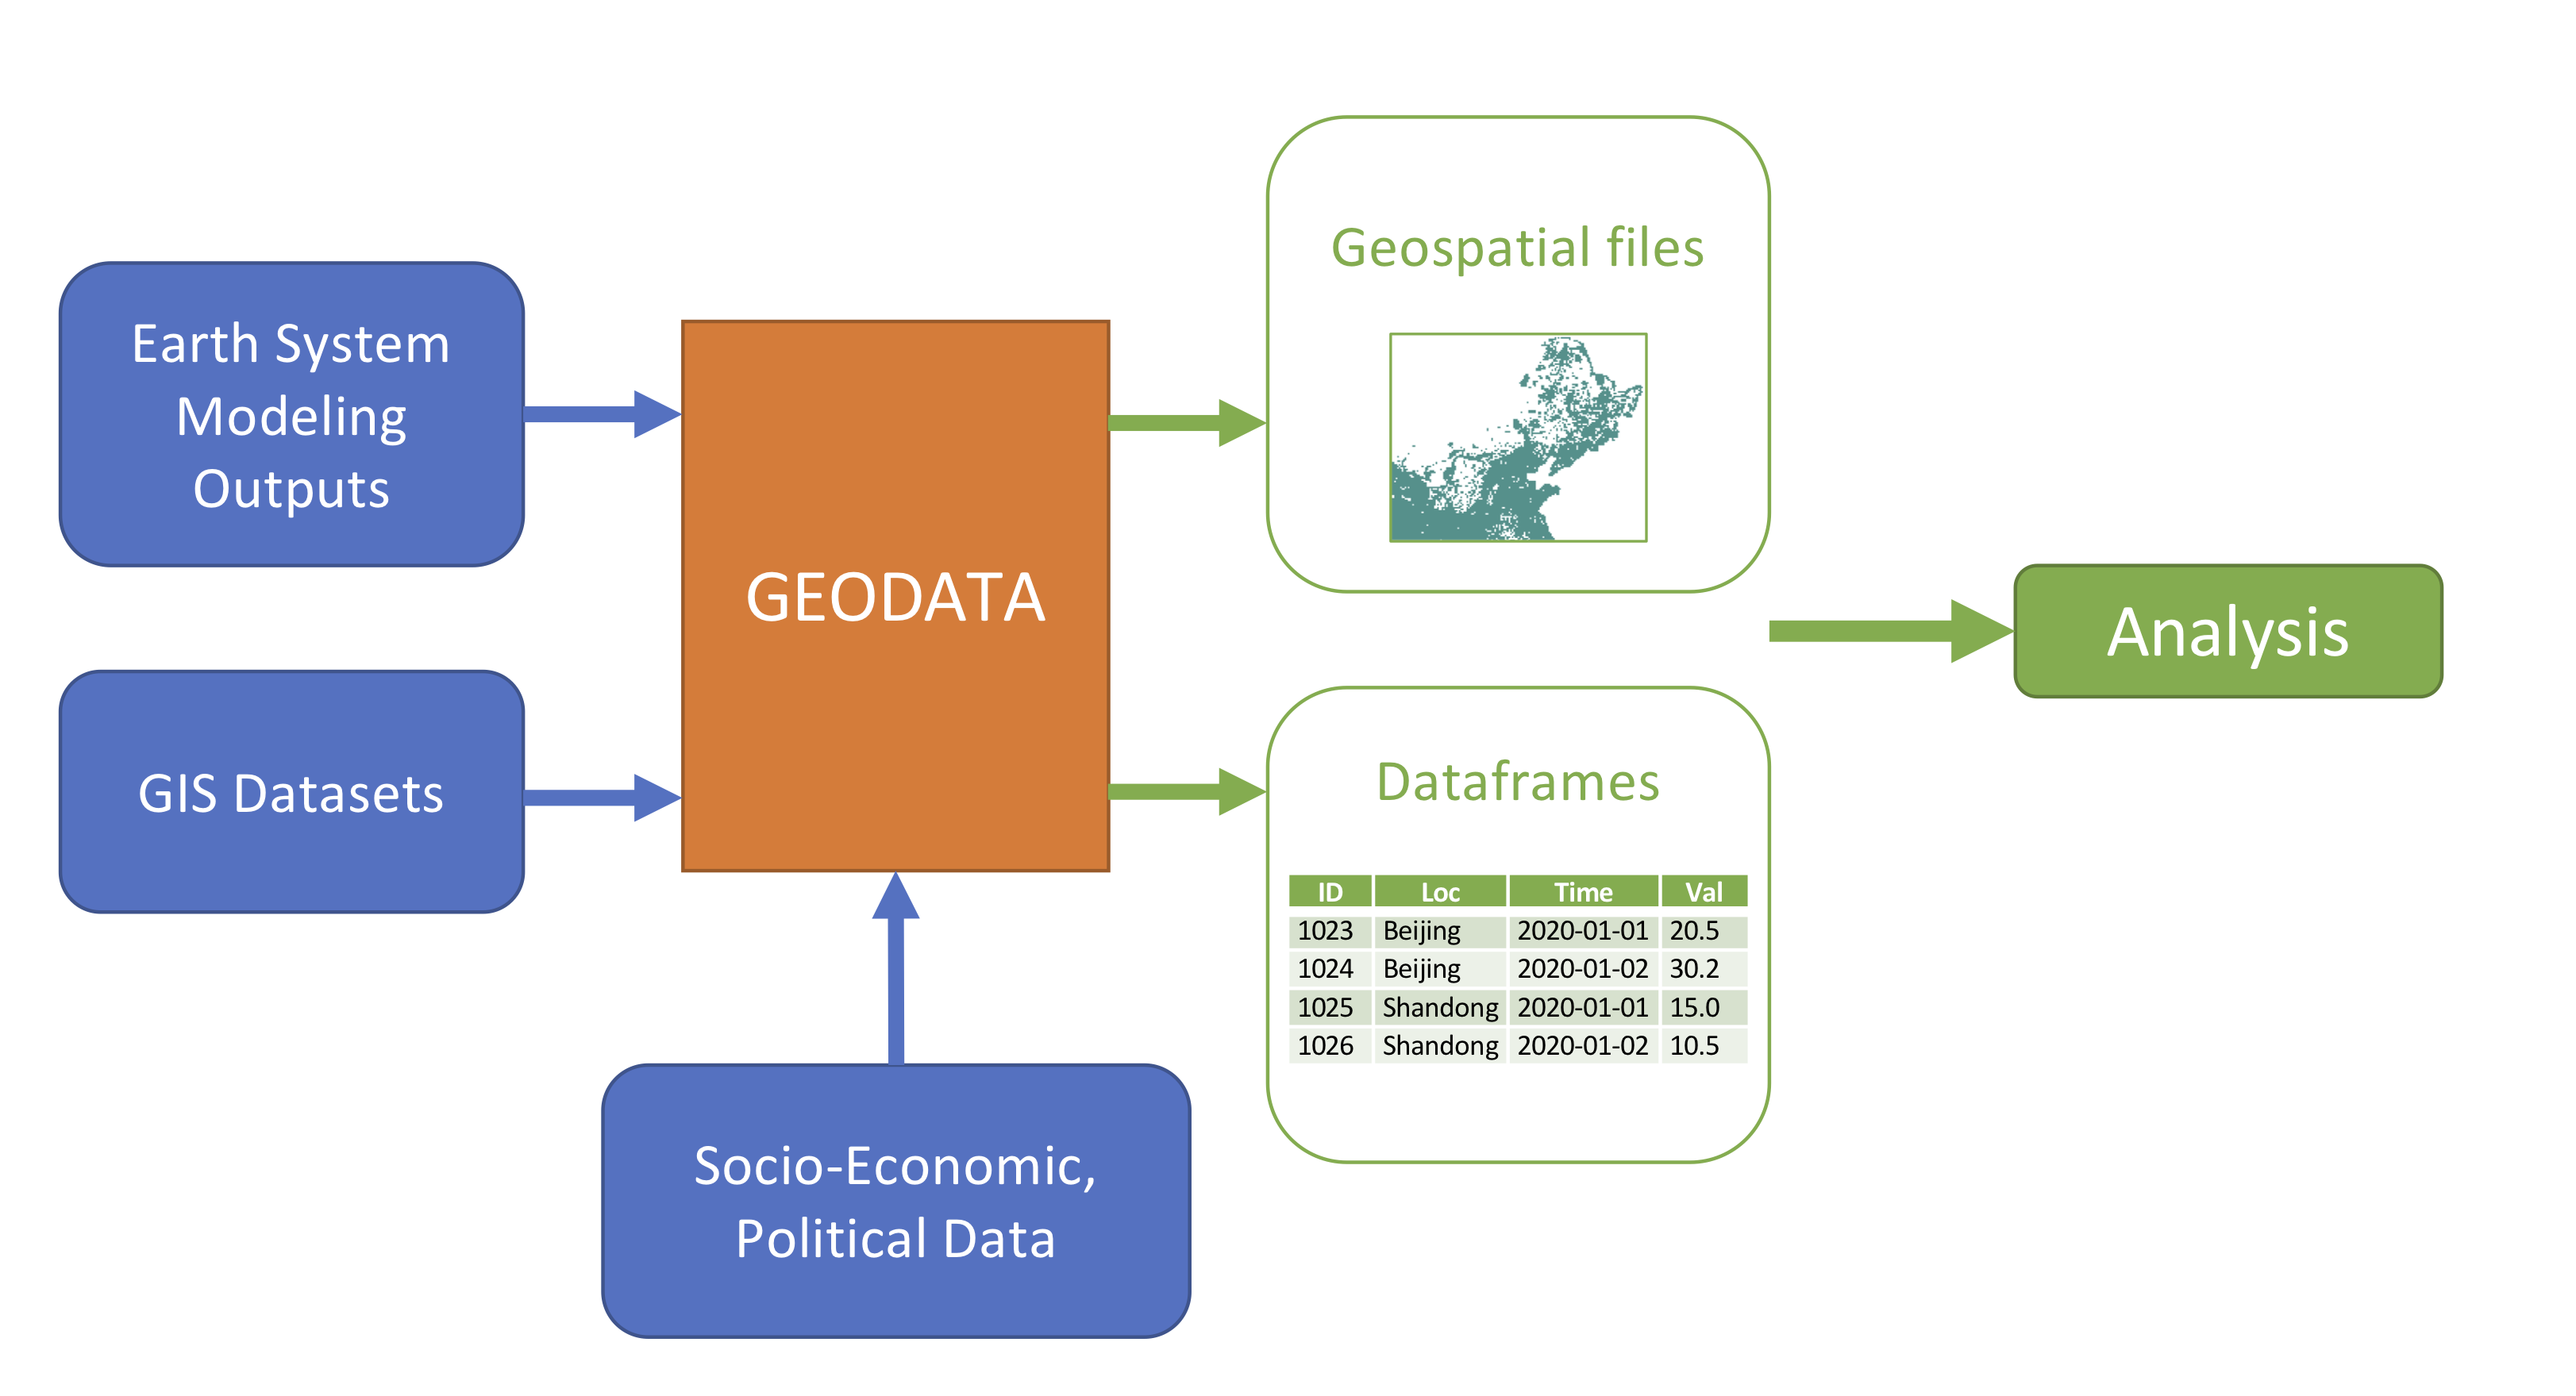 Earth System
Modeling
Outputs
GIS Datasets
GEODATA
Socio-Economic,
Political Data
Geospatial files
Dataframes
ID Loc Time Val
1023 Beijing 2020-01-01 20.5
1024 Beijing 2020-01-02 30.2
1025 Shandong 2020-01-01 15.0
1026 Shandong 2020-01-02 10.5
Analysis